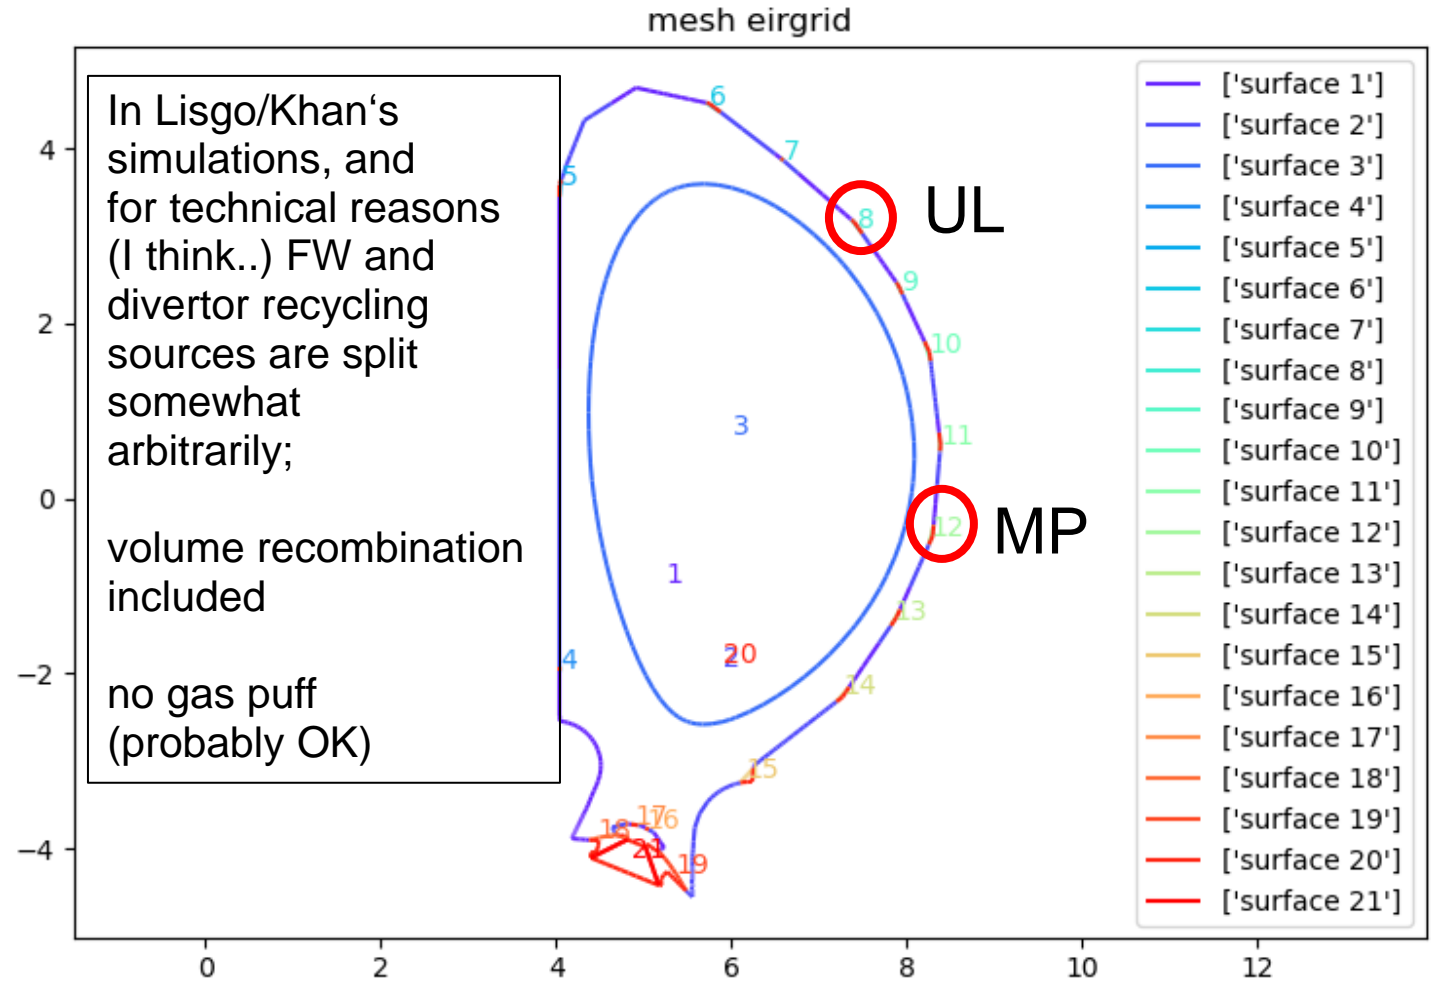 mesh eirgrid
In Lisgo/Khan‘s
simulations, and
for technical reasons
(I think..) FW and
divertor recycling
sources are split
somewhat
arbitrarily;
volume recombination
included
no gas puff
(probably OK)
UL
MP
6
7
5
8
9
10
3
11
12
1
13
2
20
4
14
15
17
16
18
21
19
['surface 1']
['surface 2']
['surface 3']
['surface 4']
['surface 5']
['surface 6']
['surface 7']
['surface 8']
['surface 9']
['surface 10']
['surface 11']
['surface 12']
['surface 13']
['surface 14']
['surface 15']
['surface 16']
['surface 17']
['surface 18']
['surface 19']
['surface 20']
['surface 21']
4
2
0
−2
−4
0 2 4 6 8 10 12